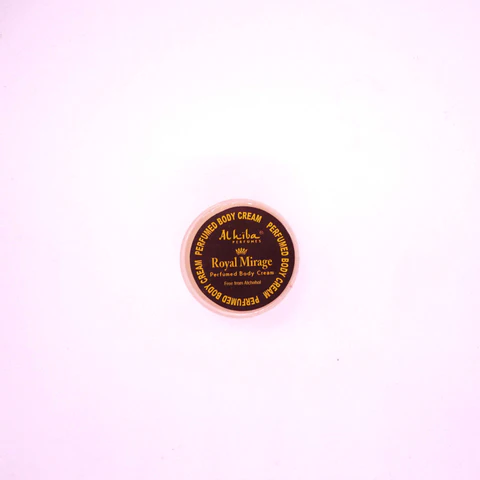 PERFUMED BODY CREAM
PERFUMED BODY CREAM
PERFUMED BODY CREAM
Al hiba®
PERFUMES
Royal Mirage
Perfumed Body Cream
Free from Alchohol